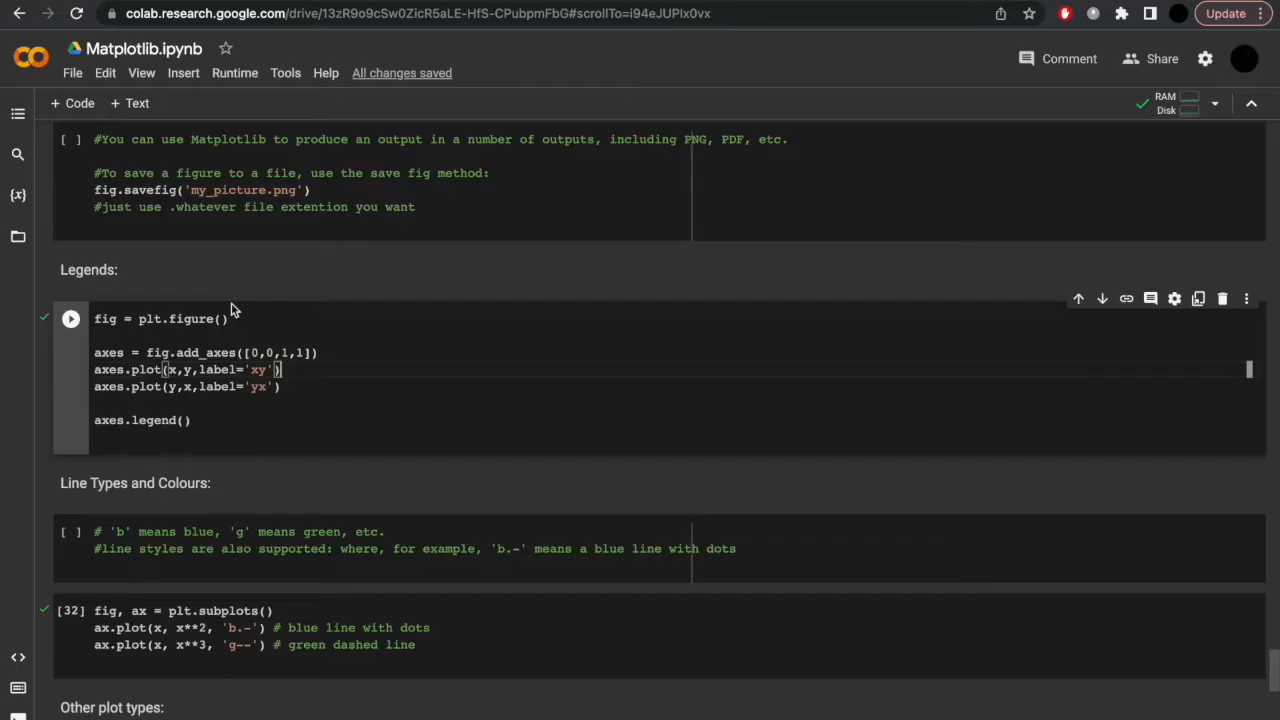 colab.research.google.com/drive/13zR9o9cSw0ZicR5aLE-HfS-CPubpmFbG#scrollTo=i94eJUPlx0vx
Update
Matplotlib.ipynb
File Edit View Insert Runtime Tools Help All changes saved
Comment
Share
+ Code + Text
RAM
Disk
[ ] #You can use Matplotlib to produce an output in a number of outputs, including PNG, PDF, etc.
#To save a figure to a file, use the save fig method:
fig.savefig('my_picture.png')
#just use .whatever file extention you want
Legends:
fig = plt.figure()
axes = fig.add_axes([0,0,1,1])
axes.plot(x,y,label='xy')
axes.plot(y,x,label='yx')
axes.legend()
Line Types and Colours:
[ ] # 'b' means blue, 'g' means green, etc.
#line styles are also supported: where, for example, 'b.-' means a blue line with dots
[32] fig, ax = plt.subplots()
ax.plot(x, x**2, 'b.-') # blue line with dots
ax.plot(x, x**3, 'g--') # green dashed line
Other plot types: